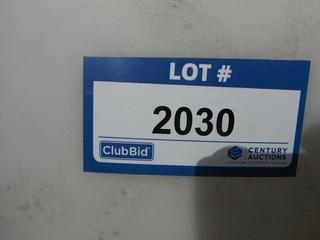 LOT #
2030
ClubBid
CENTURY
AUCTIONS